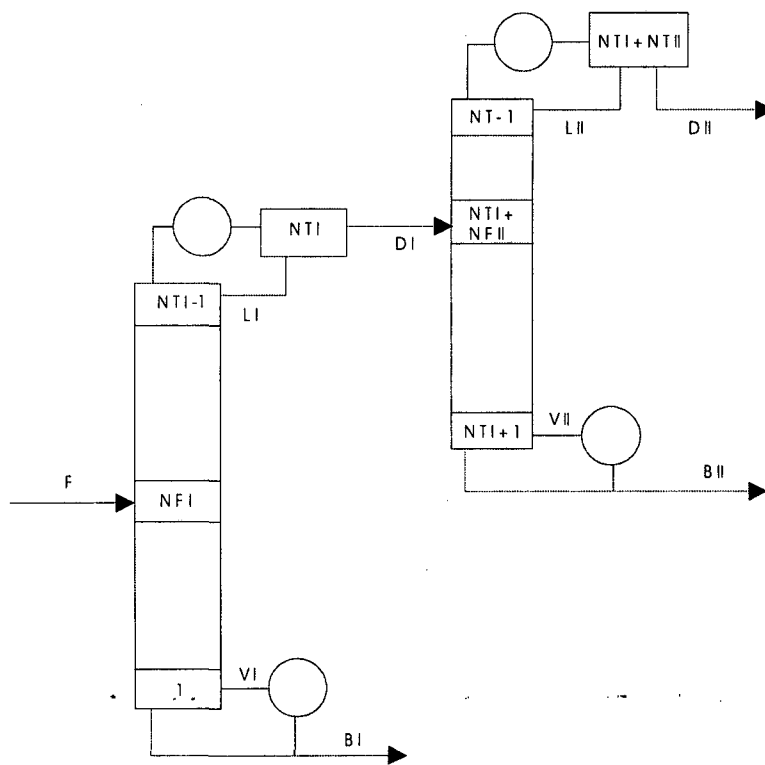 NTI+NTII
NT-1
LII
DII
NTI+
NFII
NTI
DI
NTI-1
LI
NTI+1
VII
BII
F
NFI
VI
1
BI